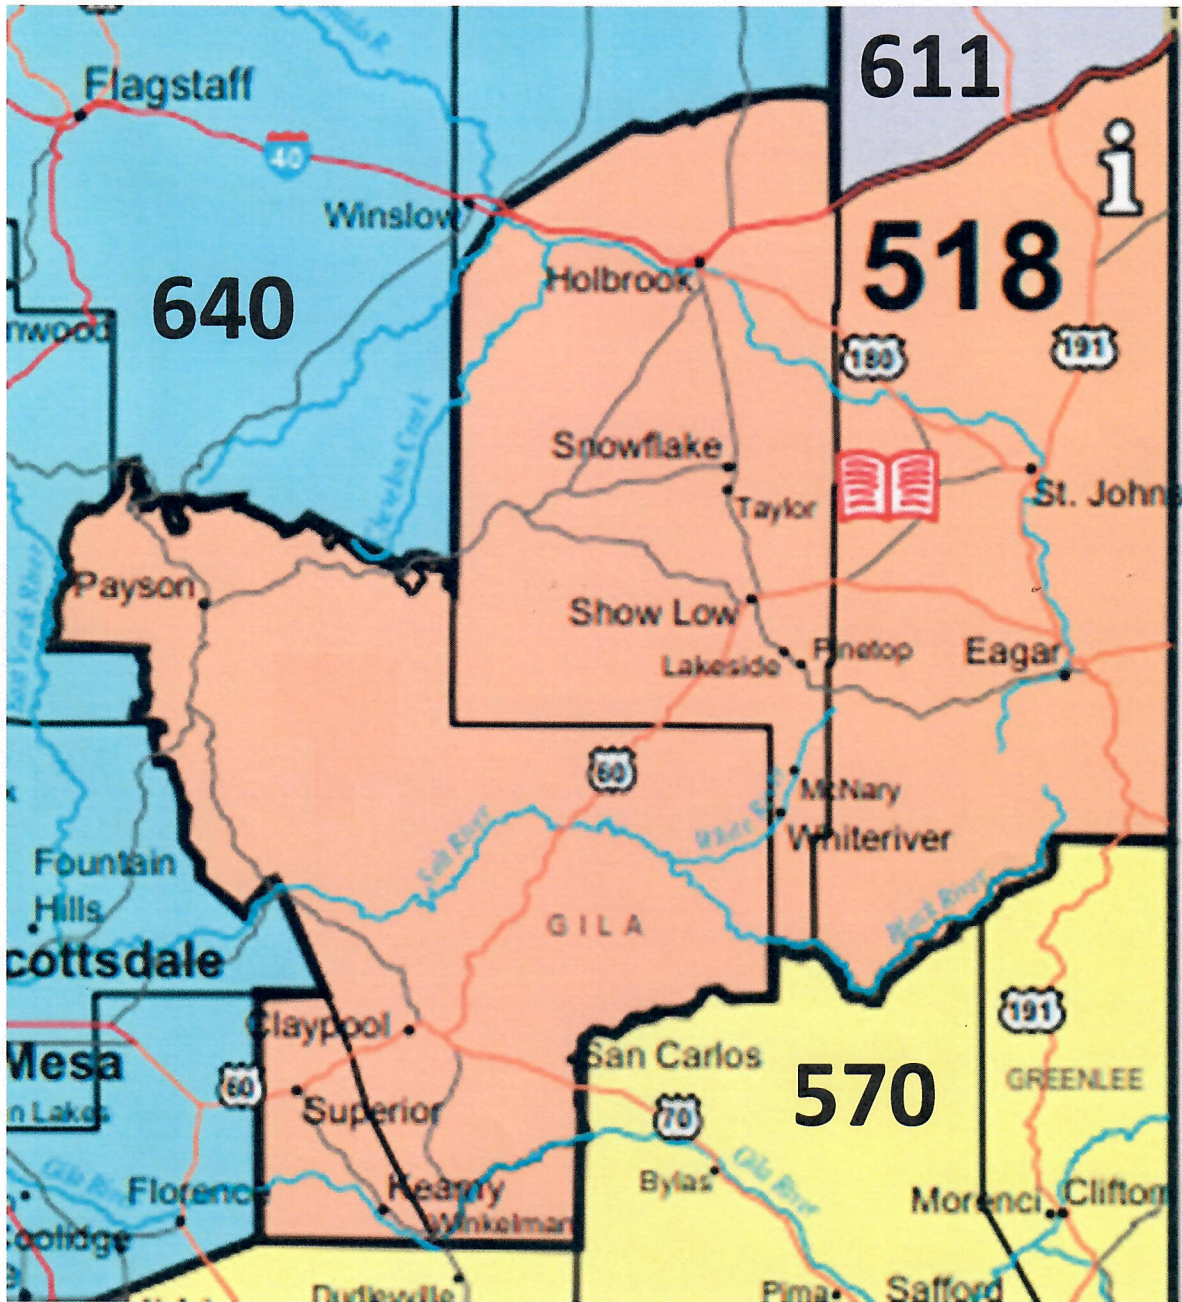 611
Flagstaff
40
Winslow
518
Holbrook
640
nwood
180
191
Snowflake
Taylor
St. Johns
Payson
Show Low
Lakeside
Pinetop
Eagar
60
McNary
White River
Whiteriver
Salt River
Black River
Fountain
Hills
GILA
cottsdale
Claypool
191
Mesa
San Carlos
60
570
GREENLEE
n Lakes
Superior
70
Gila River
Bylas
Gila River
Florence
Kearny
Morenci
Clifton
Winkelman
Coolidge
Dudleyville
Pima
Safford